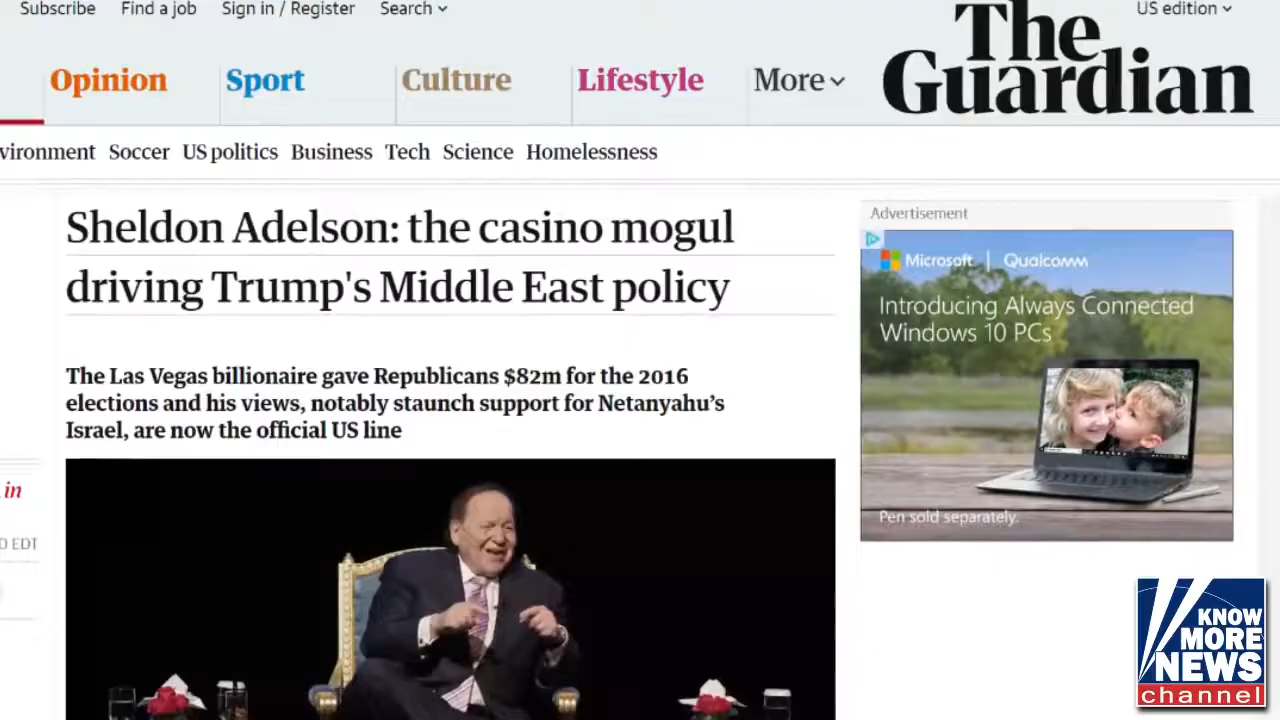 Subscribe Find a job Sign in / Register Search US edition
The
Guardian
Opinion Sport Culture Lifestyle More
vironment Soccer US politics Business Tech Science Homelessness
Sheldon Adelson: the casino mogul
driving Trump's Middle East policy
The Las Vegas billionaire gave Republicans $82m for the 2016
elections and his views, notably staunch support for Netanyahu's
Israel, are now the official US line
in
D EDT
Advertisement
Microsoft | Qualcomm
Introducing Always Connected
Windows 10 PCs
Pen sold separately.
KNOW
MORE
NEWS
channel